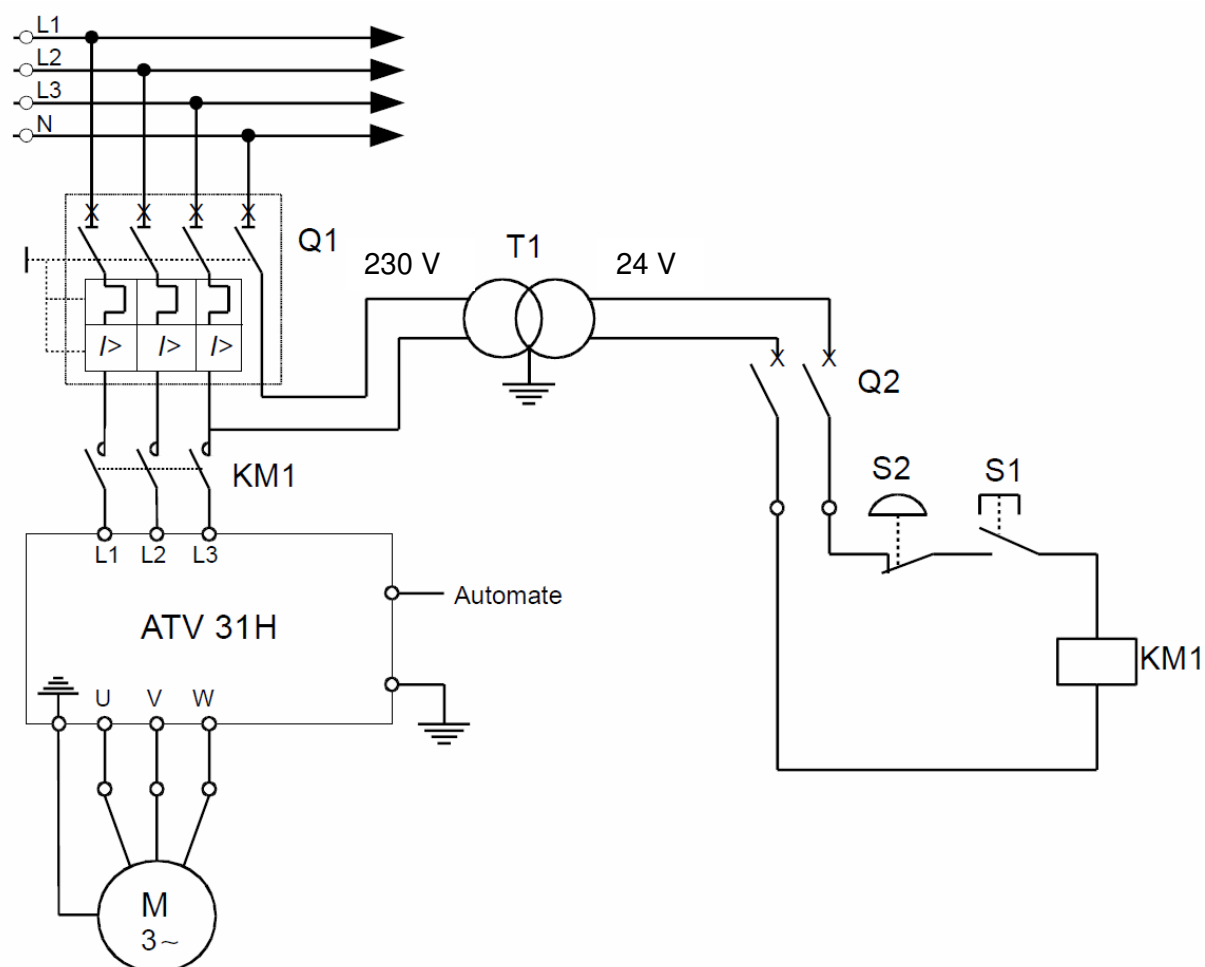 L1
L2
L3
N
Q1
230 V
T1
24 V
I> I> I>
Q2
KM1
S2
S1
L1 L2 L3
ATV 31H
Automate
KM1
U V W
M
3~